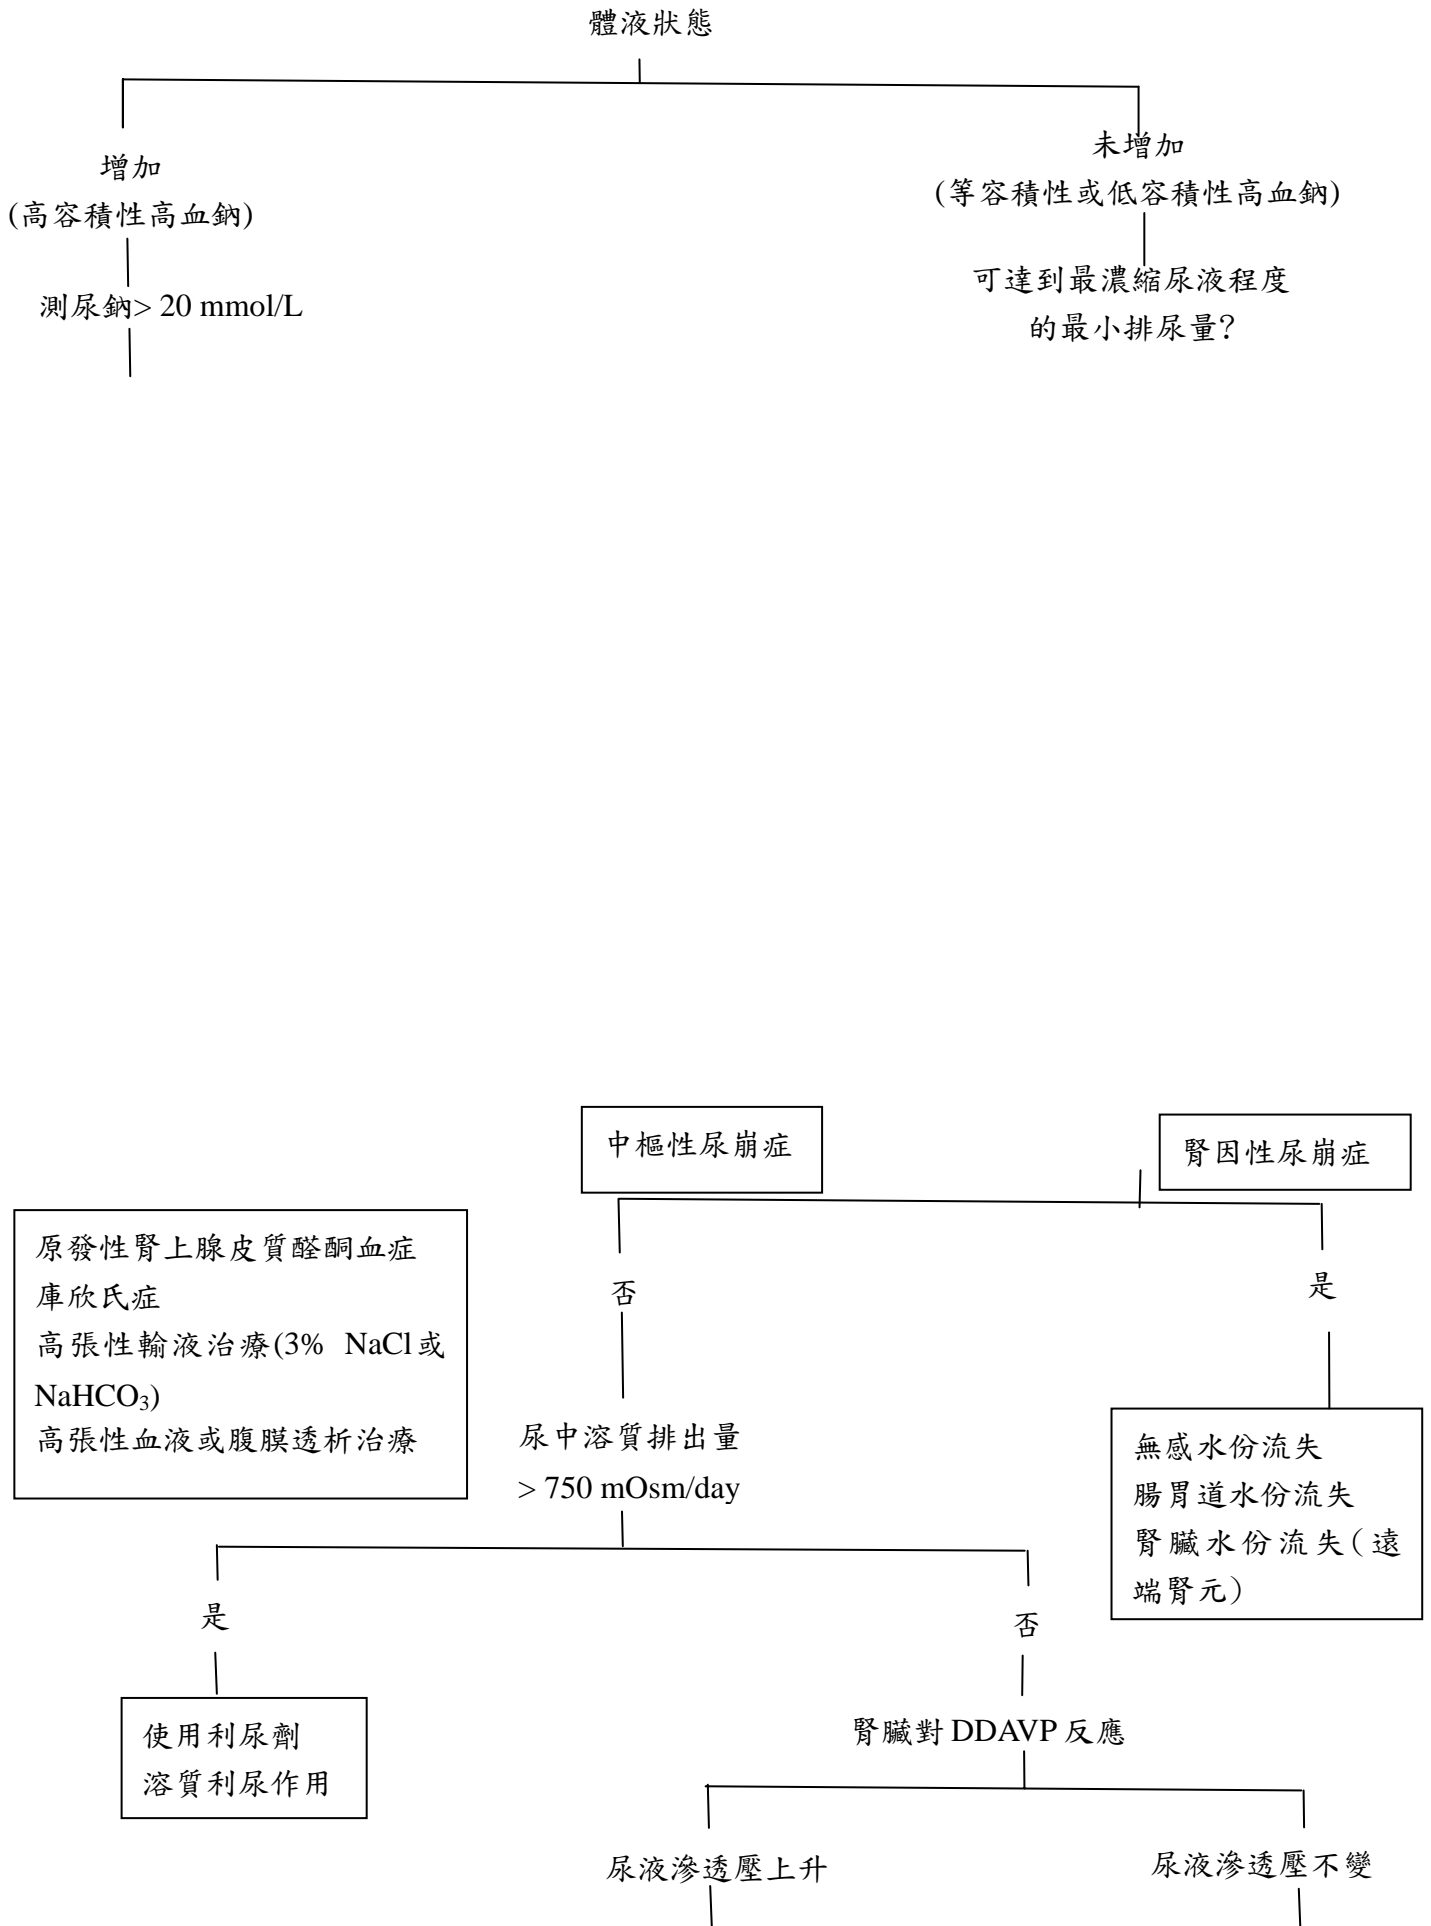 體液狀態
增加
(高容積性高血鈉)
測尿鈉> 20 mmol/L
未增加
(等容積性或低容積性高血鈉)
可達到最濃縮尿液程度
的最小排尿量?
中樞性尿崩症
腎因性尿崩症
原發性腎上腺皮質醛酮血症
庫欣氏症
高張性輸液治療(3% NaCl或
NaHCO₃)
高張性血液或腹膜透析治療
否
是
尿中溶質排出量
> 750 mOsm/day
無感水份流失
腸胃道水份流失
腎臟水份流失(遠
端腎元)
是
否
使用利尿劑
溶質利尿作用
腎臟對 DDAVP 反應
尿液滲透壓上升
尿液滲透壓不變